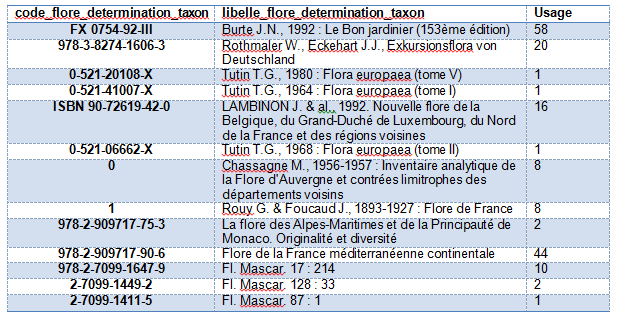 code_flore_determination_taxon libelle_flore_determination_taxon Usage
FX 0754-92-III Burte J.N., 1992 : Le Bon jardinier (153ème édition) 58
978-3-8274-1606-3 Rothmaler W., Eckehart J.J., Exkursionsflora von 20
Deutschland
0-521-20108-X Tutin T.G., 1980 : Flora europaea (tome V) 1
0-521-41007-X Tutin T.G., 1964 : Flora europaea (tome I) 1
ISBN 90-72619-42-0 LAMBINON J. & al., 1992. Nouvelle flore de la 16
Belgique, du Grand-Duché de Luxembourg, du Nord
de la France et des régions voisines
0-521-06662-X Tutin T.G., 1968 : Flora europaea (tome II) 1
0 Chassagne M., 1956-1957 : Inventaire analytique de 8
la Flore d'Auvergne et contrées limitrophes des
départements voisins
1 Rouy G. & Foucaud J., 1893-1927 : Flore de France 8
978-2-909717-75-3 La flore des Alpes-Maritimes et de la Principauté de 2
Monaco. Originalité et diversité
978-2-909717-90-6 Flore de la France méditerranéenne continentale 44
978-2-7099-1647-9 Fl. Mascar. 17 : 214 10
2-7099-1449-2 Fl. Mascar. 128 : 33 2
2-7099-1411-5 Fl. Mascar. 87 : 1 1